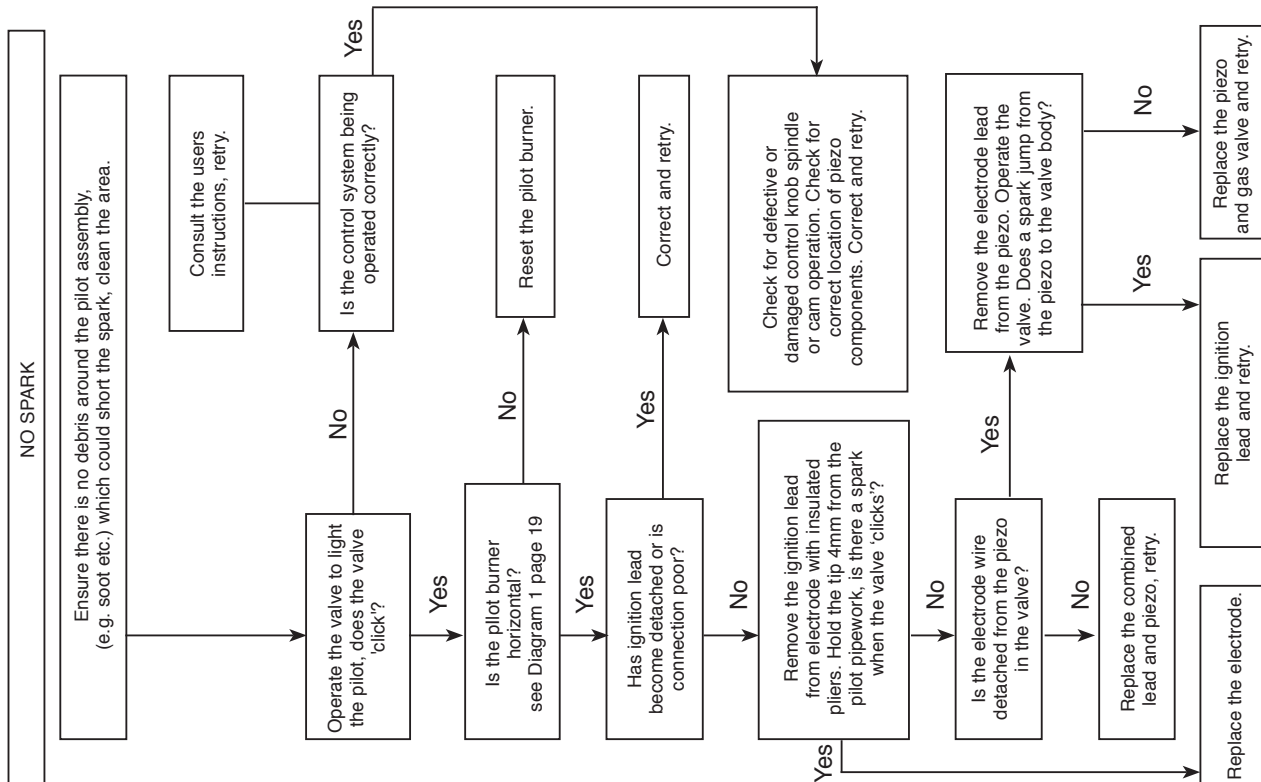 NO SPARK
Ensure there is no debris around the pilot assembly,
(e.g. soot etc.) which could short the spark, clean the area.
Consult the users
instructions, retry.
Operate the valve to light
the pilot, does the valve
'click'?
No
Is the control system being
operated correctly?
Yes
Yes
Is the pIlot burner
horizontal?
see Diagram 1 page 19
No
Reset the pilot burner.
Yes
Has ignition lead
become detached or is
connection poor?
Yes
Correct and retry.
No
Check for defective or
damaged control knob spindle
or cam operation. Check for
correct location of piezo
components. Correct and retry.
Remove the ignition lead
from electrode with insulated
pliers. Hold the tip 4mm from the
pilot pipework, is there a spark
when the valve 'clicks'?
Yes
No
Is the electrode wire
detached from the piezo
in the valve?
Yes
Remove the electrode lead
from the piezo. Operate the
valve. Does a spark jump from
the piezo to the valve body?
No
Replace the combined
lead and piezo, retry.
Yes
No
Replace the electrode.
Replace the ignition
lead and retry.
Replace the piezo
and gas valve and retry.